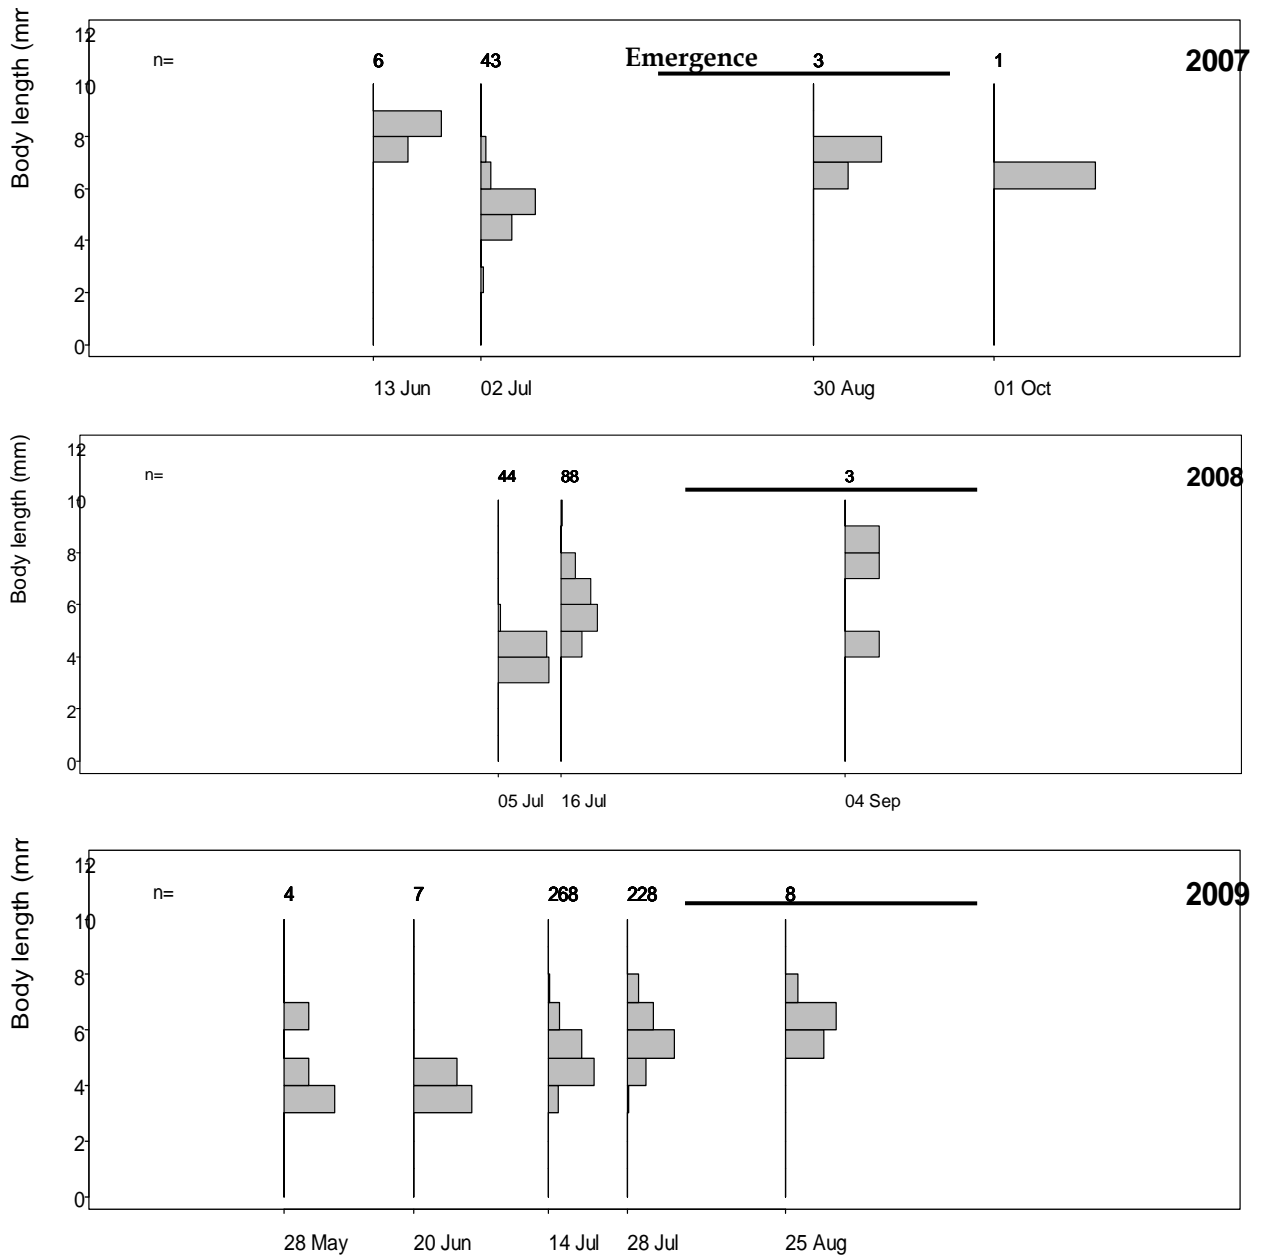 Body length (mm
12
n=
6
43
Emergence
3
1
2007
10
8
6
4
2
0
13 Jun
02 Jul
30 Aug
01 Oct
Body length (mm)
12
n=
44
88
3
2008
10
8
6
4
2
0
05 Jul
16 Jul
04 Sep
Body length (mm
12
n=
4
7
268
228
8
2009
10
8
6
4
2
0
28 May
20 Jun
14 Jul
28 Jul
25 Aug